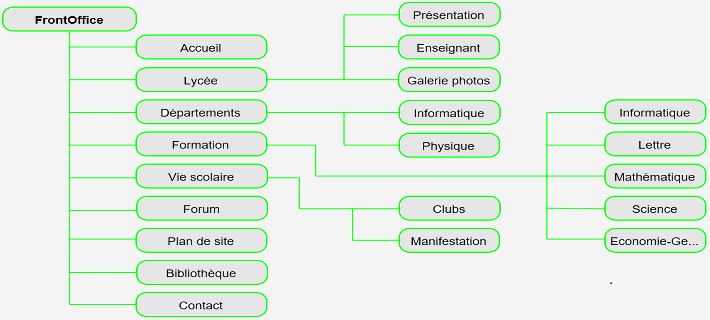 FrontOffice
Accueil
Lycée
Présentation
Enseignant
Galerie photos
Départements
Informatique
Physique
Formation
Informatique
Lettre
Mathématique
Science
Economie-Ge...
Vie scolaire
Clubs
Manifestation
Forum
Plan de site
Bibliothèque
Contact